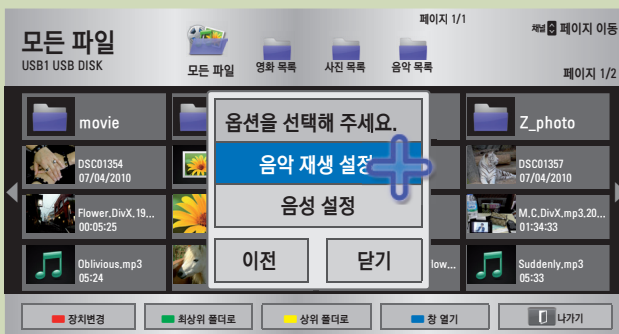 페이지 1/1
모든 파일
USB1 USB DISK
모든 파일
영화 목록
사진 목록
음악 목록
채널 페이지 이동
페이지 1/2
movie
Z_photo
옵션을 선택해 주세요.
음악 재생 설정
음성 설정
이전
닫기
DSC01354
07/04/2010
DSC01357
07/04/2010
Flower,DivX,19...
00:05:25
M.C,DivX,mp3,20...
01:34:33
Oblivious,mp3
05:24
low...
Suddenly,mp3
05:33
장치변경
최상위 폴더로
상위 폴더로
창 열기
나가기